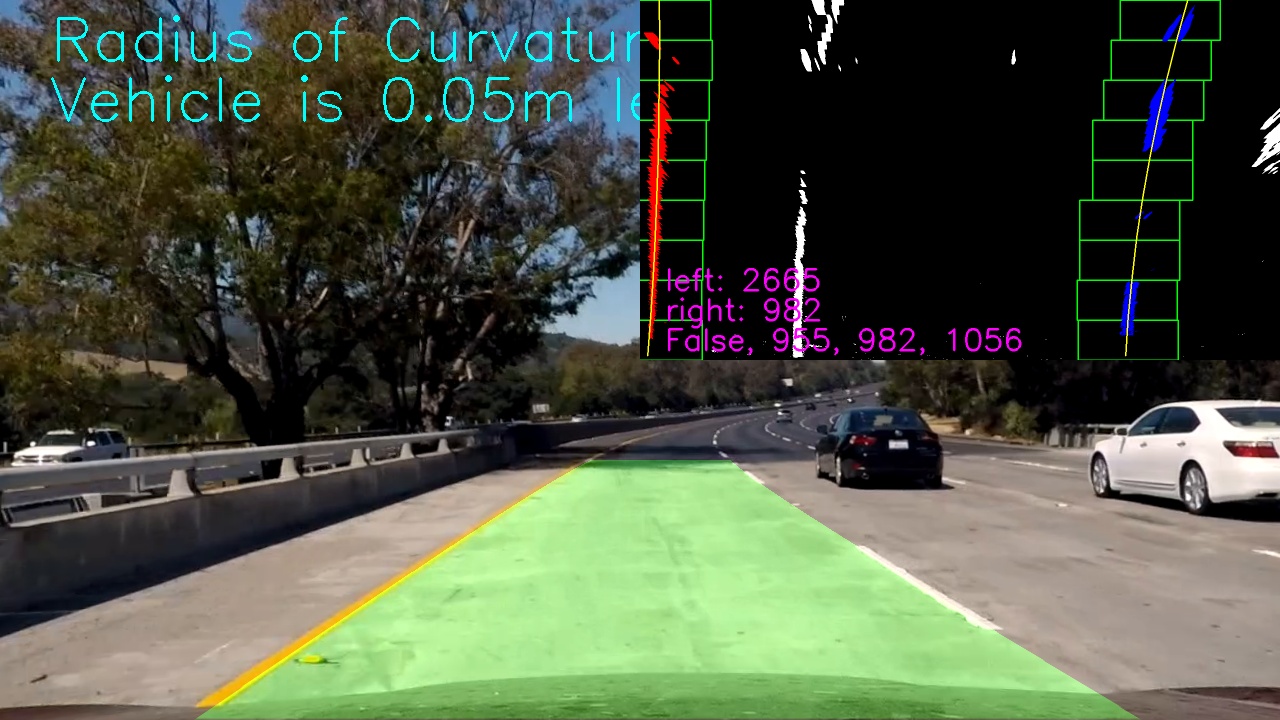 Radius of Curvatur
Vehicle is 0.05m le
left: 2665
right: 982
False, 955, 982, 1056